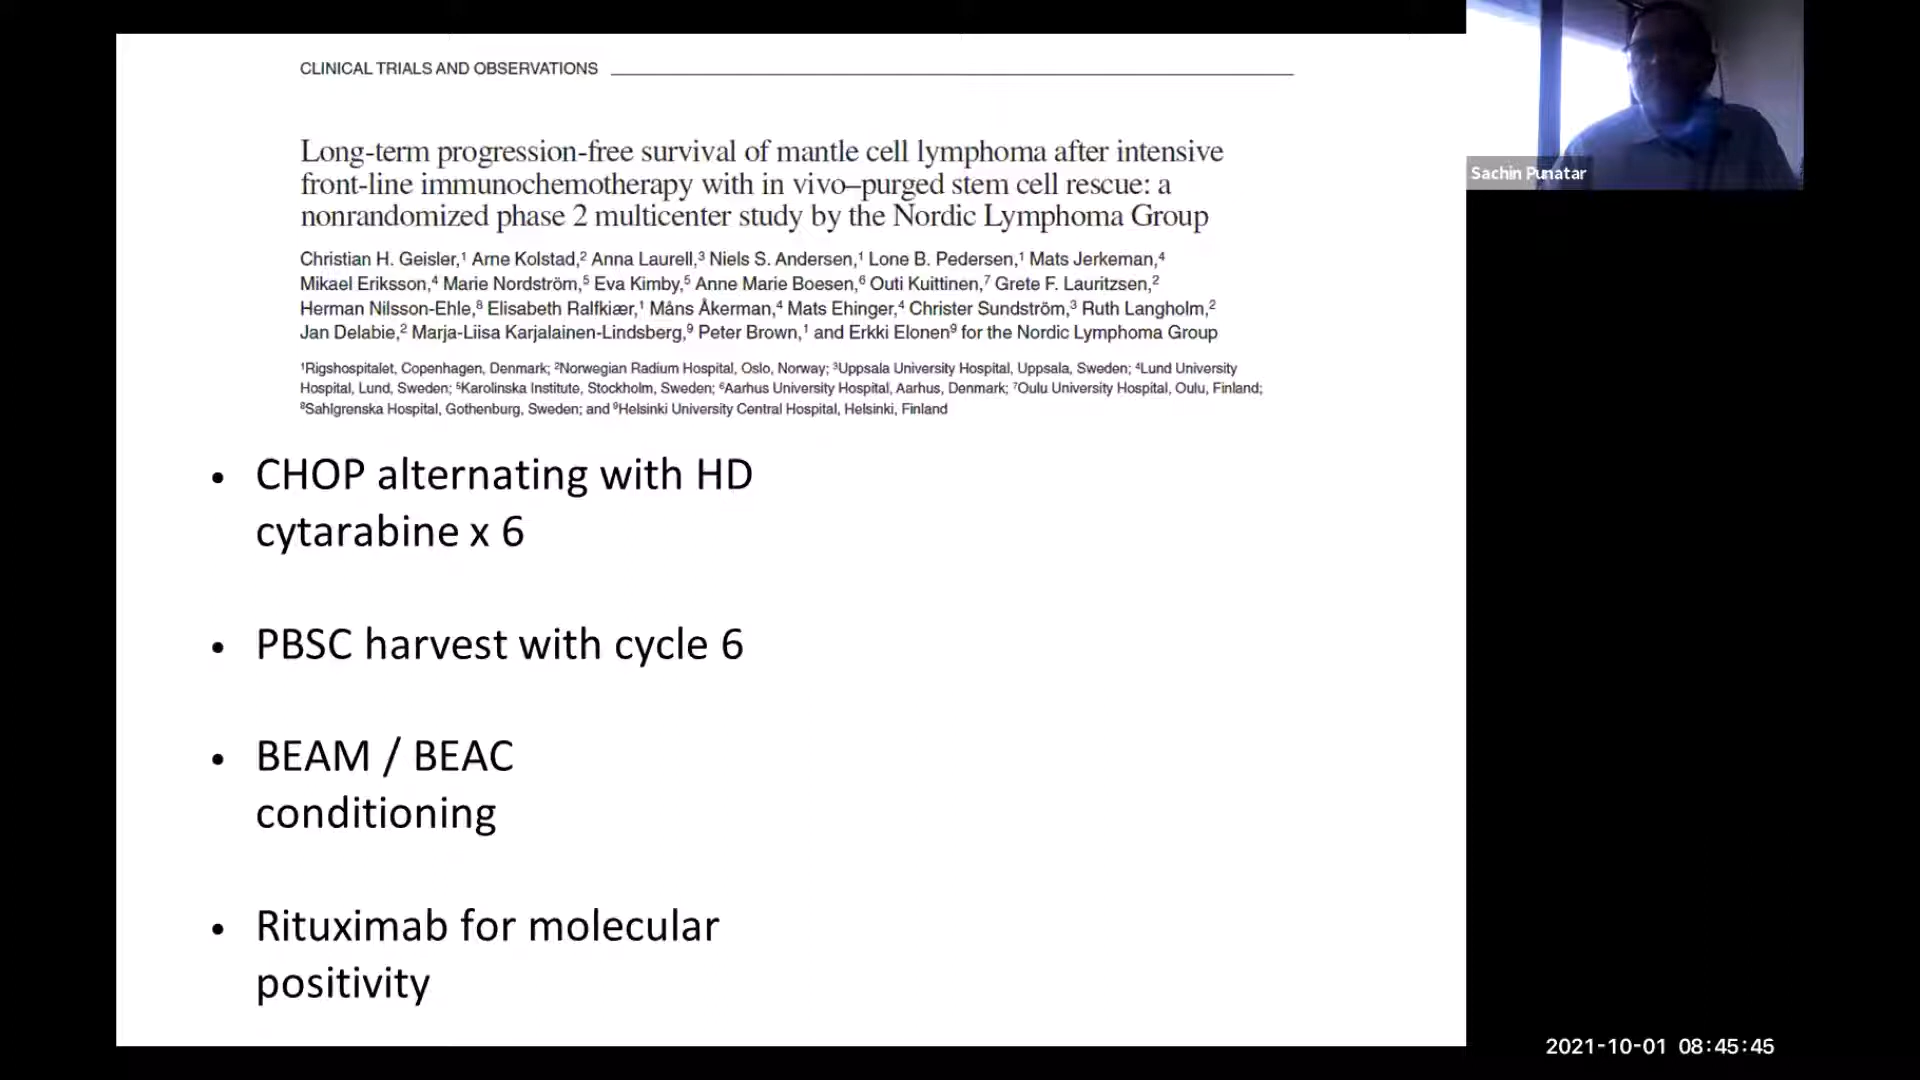 CLINICAL TRIALS AND OBSERVATIONS
Long-term progression-free survival of mantle cell lymphoma after intensive
front-line immunochemotherapy with in vivo–purged stem cell rescue: a
nonrandomized phase 2 multicenter study by the Nordic Lymphoma Group
Christian H. Geisler,¹ Arne Kolstad,² Anna Laurell,³ Niels S. Andersen,¹ Lone B. Pedersen,¹ Mats Jerkeman,⁴
Mikael Eriksson,⁴ Marie Nordström,⁵ Eva Kimby,⁵ Anne Marie Boesen,⁶ Outi Kuittinen,⁷ Grete F. Lauritzsen,²
Herman Nilsson-Ehle,⁸ Elisabeth Ralfkiær,¹ Måns Åkerman,⁴ Mats Ehinger,⁴ Christer Sundström,³ Ruth Langholm,²
Jan Delabie,² Marja-Liisa Karjalainen-Lindsberg,⁹ Peter Brown,¹ and Erkki Elonen⁹ for the Nordic Lymphoma Group
¹Rigshospitalet, Copenhagen, Denmark; ²Norwegian Radium Hospital, Oslo, Norway; ³Uppsala University Hospital, Uppsala, Sweden; ⁴Lund University
Hospital, Lund, Sweden; ⁵Karolinska Institute, Stockholm, Sweden; ⁶Aarhus University Hospital, Aarhus, Denmark; ⁷Oulu University Hospital, Oulu, Finland;
⁸Sahlgrenska Hospital, Gothenburg, Sweden; and ⁹Helsinki University Central Hospital, Helsinki, Finland
• CHOP alternating with HD
cytarabine x 6
• PBSC harvest with cycle 6
• BEAM / BEAC
conditioning
• Rituximab for molecular
positivity
Sachin Punatar
2021-10-01 08:45:45